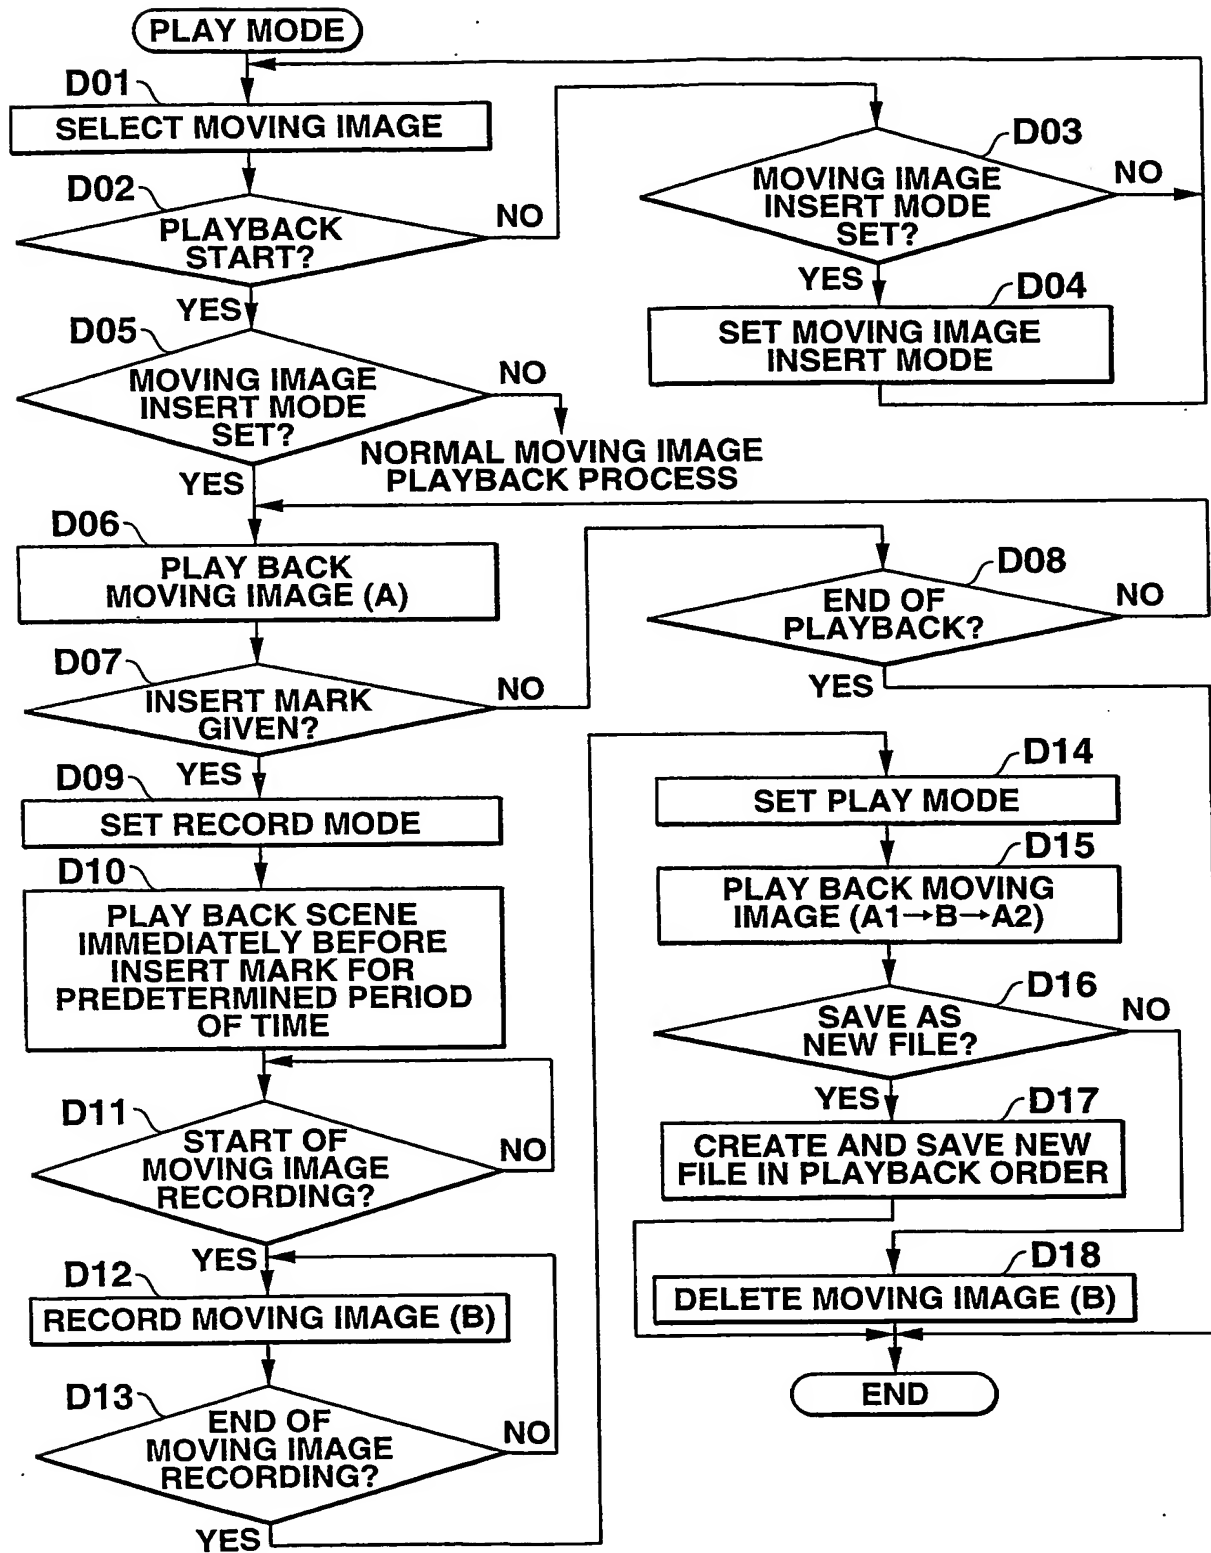 PLAY MODE
D01
SELECT MOVING IMAGE
D02
PLAYBACK
START?
NO
YES
D03
MOVING IMAGE
INSERT MODE
SET?
NO
YES
D04
SET MOVING IMAGE
INSERT MODE
D05
MOVING IMAGE
INSERT MODE
SET?
NO
NORMAL MOVING IMAGE
PLAYBACK PROCESS
YES
D06
PLAY BACK
MOVING IMAGE (A)
D07
INSERT MARK
GIVEN?
NO
YES
D08
END OF
PLAYBACK?
NO
YES
D09
SET RECORD MODE
D10
PLAY BACK SCENE
IMMEDIATELY BEFORE
INSERT MARK FOR
PREDETERMINED PERIOD
OF TIME
D11
START OF
MOVING IMAGE
RECORDING?
NO
YES
D12
RECORD MOVING IMAGE (B)
D13
END OF
MOVING IMAGE
RECORDING?
NO
YES
D14
SET PLAY MODE
D15
PLAY BACK MOVING
IMAGE (A1→B→A2)
D16
SAVE AS
NEW FILE?
NO
YES
D17
CREATE AND SAVE NEW
FILE IN PLAYBACK ORDER
D18
DELETE MOVING IMAGE (B)
END